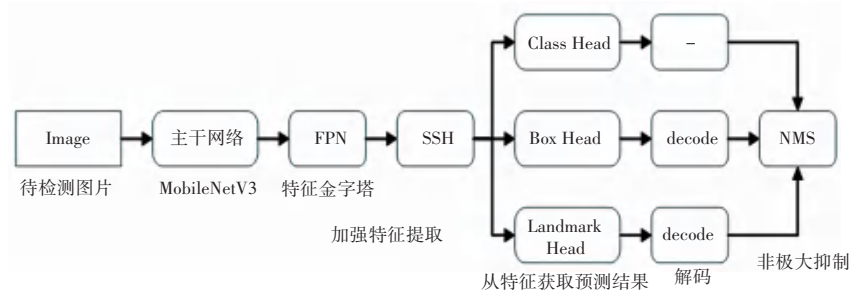 Class Head
-
Image
主干网络
FPN
SSH
Box Head
decode
NMS
待检测图片
MobileNetV3
特征金字塔
加强特征提取
Landmark
Head
decode
从特征获取预测结果
解码
非极大抑制